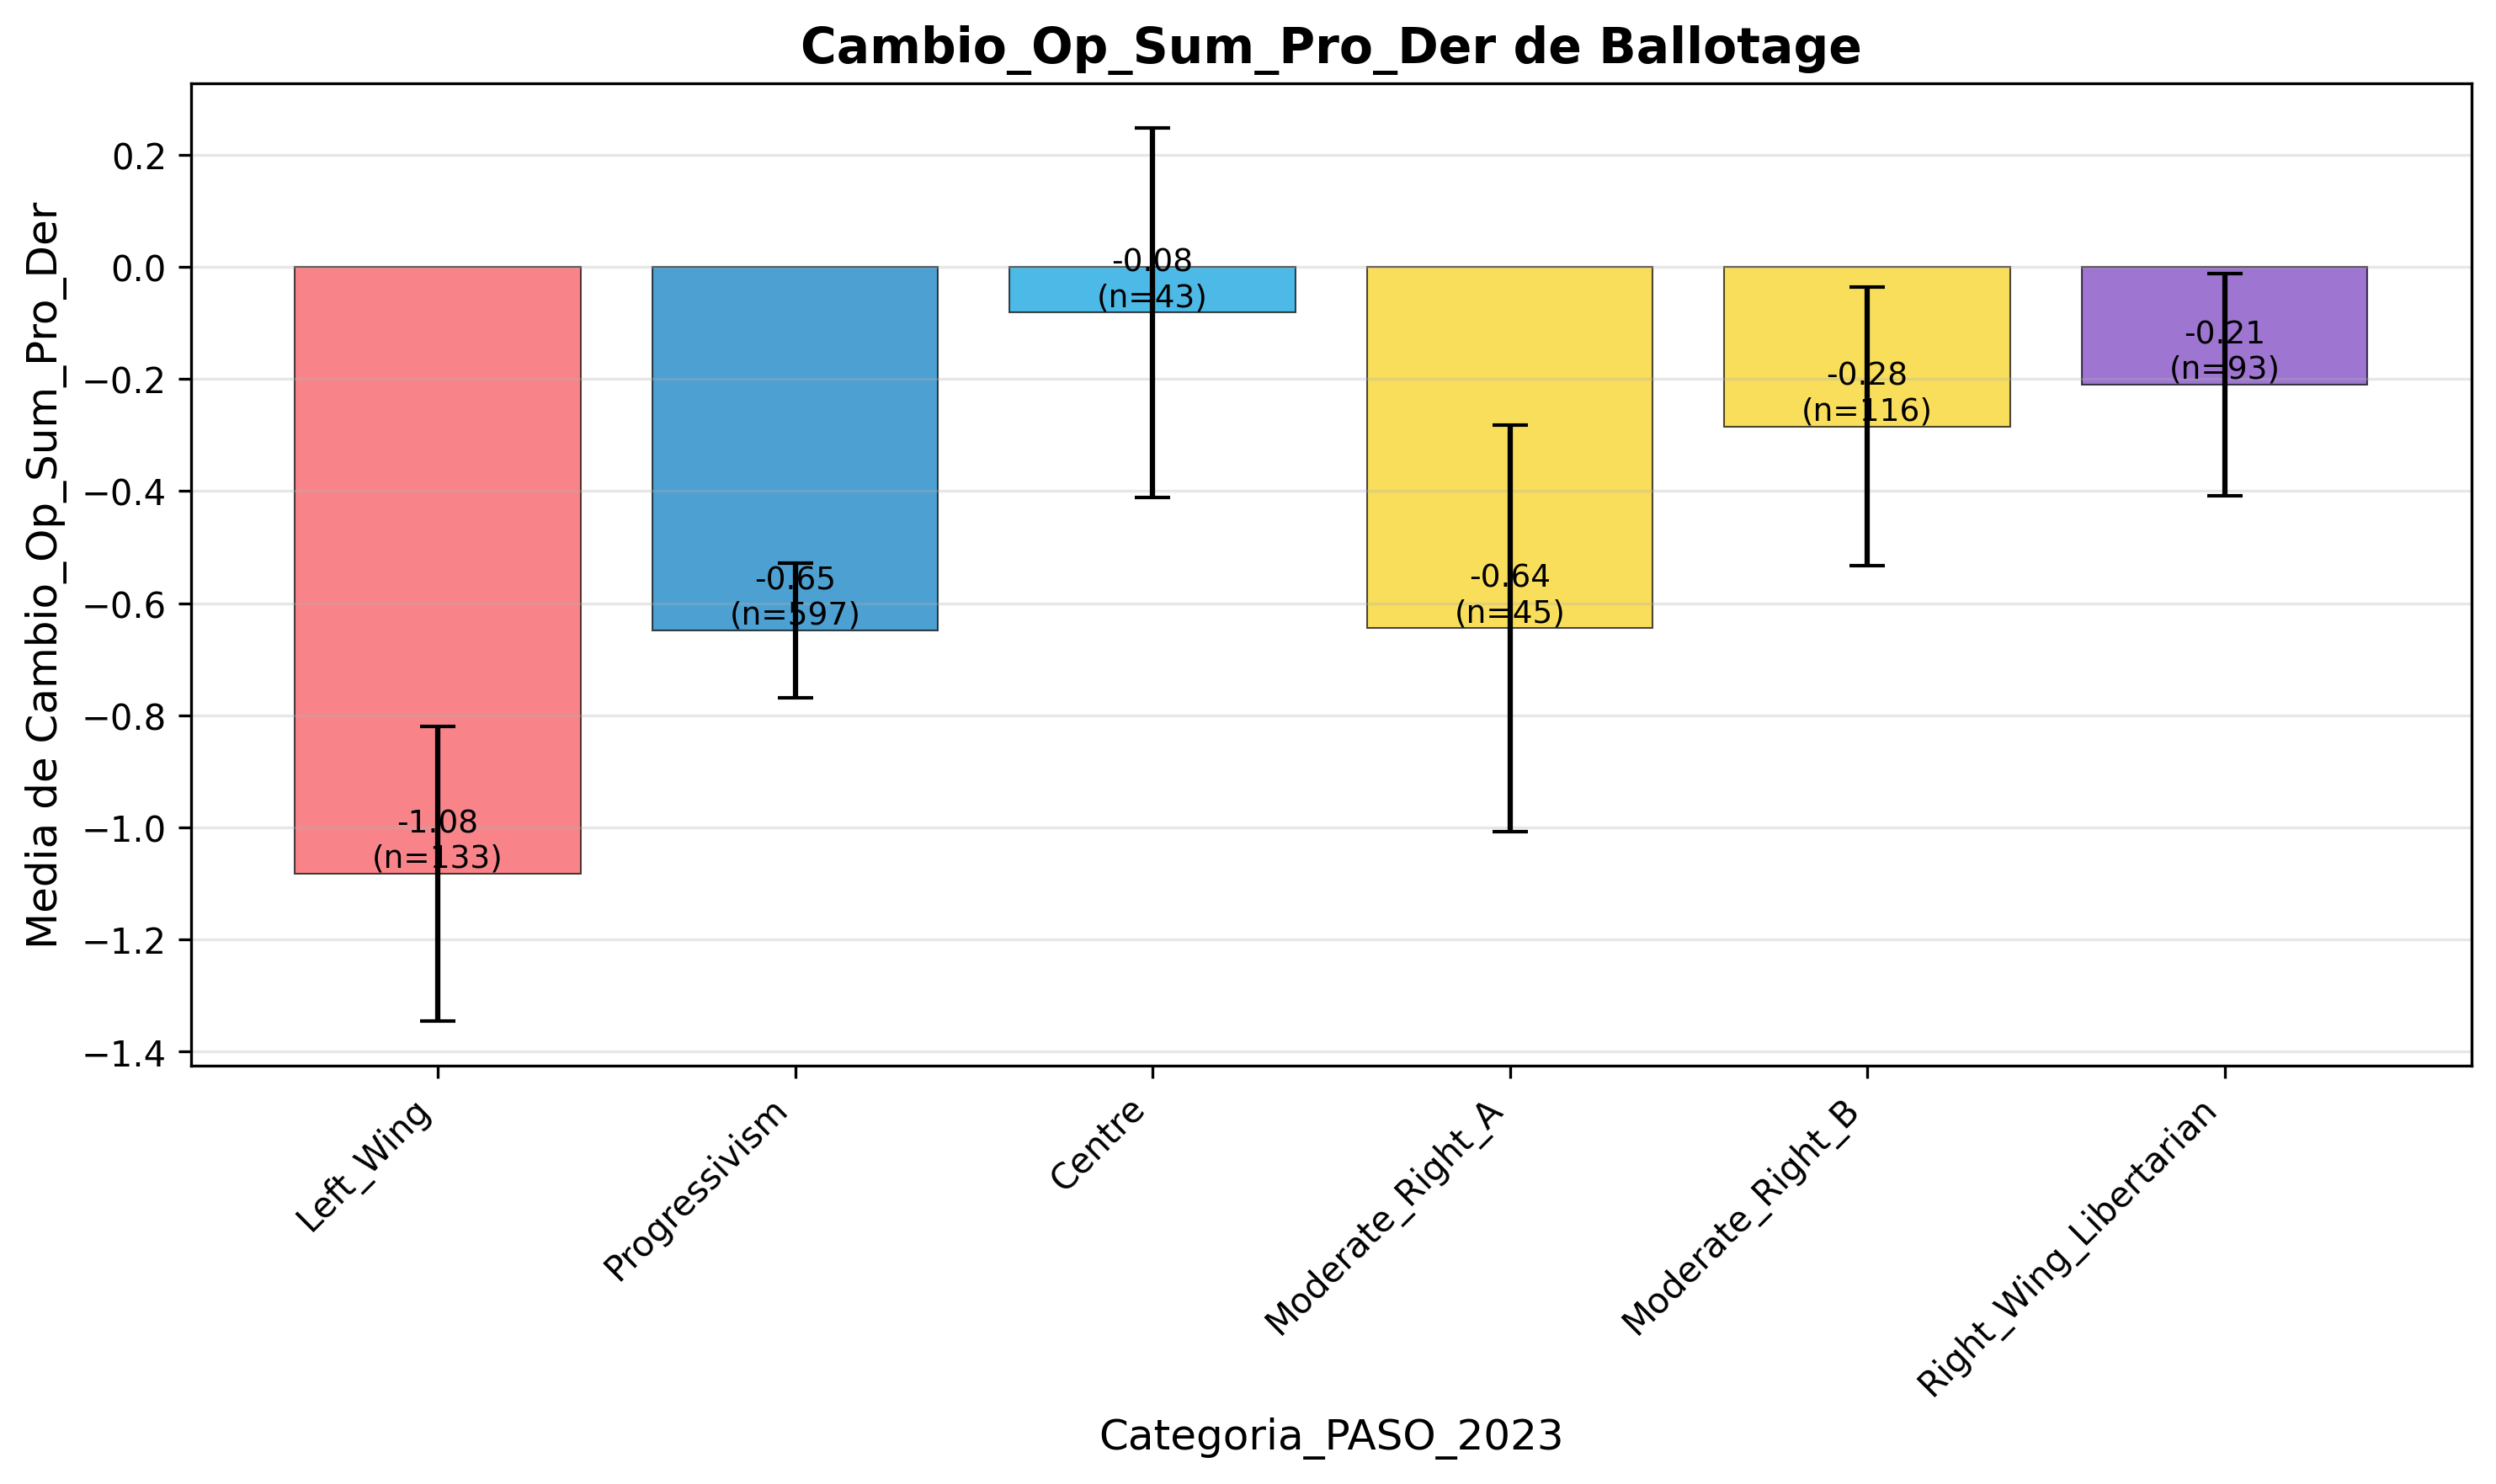 Cambio_Op_Sum_Pro_Der de Ballotage
Media de Cambio_Op_Sum_Pro_Der
0.2
0.0
−0.2
−0.4
−0.6
−0.8
−1.0
−1.2
−1.4
-1.08
(n=133)
-0.65
(n=597)
-0.08
(n=43)
-0.64
(n=45)
-0.28
(n=116)
-0.21
(n=93)
Left_Wing
Progressivism
Centre
Moderate_Right_A
Moderate_Right_B
Right_Wing_Libertarian
Categoria_PASO_2023